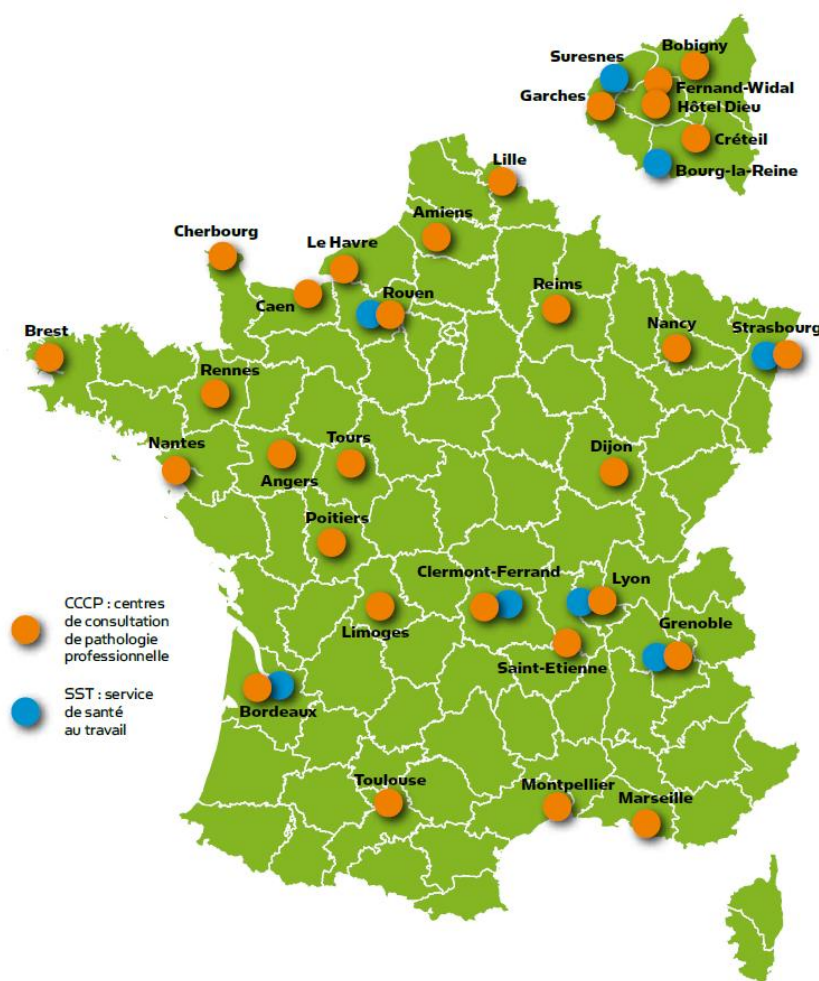 Bobigny
Suresnes
Fernand-Widal
Garches
Hôtel Dieu
Créteil
Bourg-la-Reine
Lille
Amiens
Cherbourg
Le Havre
Caen
Rouen
Reims
Nancy
Strasbourg
Brest
Rennes
Nantes
Angers
Tours
Dijon
Poitiers
Clermont-Ferrand
Lyon
Limoges
Grenoble
Saint-Etienne
CCCP : centres
de consultation
de pathologie
professionnelle
SST : service
de santé
au travail
Bordeaux
Toulouse
Montpellier
Marseille